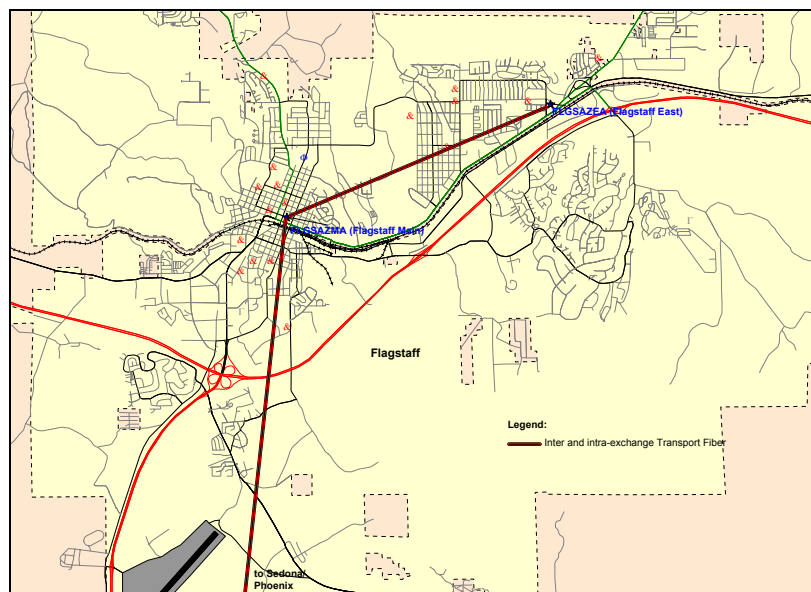 FLGSAZEA (Flagstaff East)
FLGSAZMA (Flagstaff Main)
Flagstaff
Legend:
Inter and intra-exchange Transport Fiber
to Sedona/
Phoenix